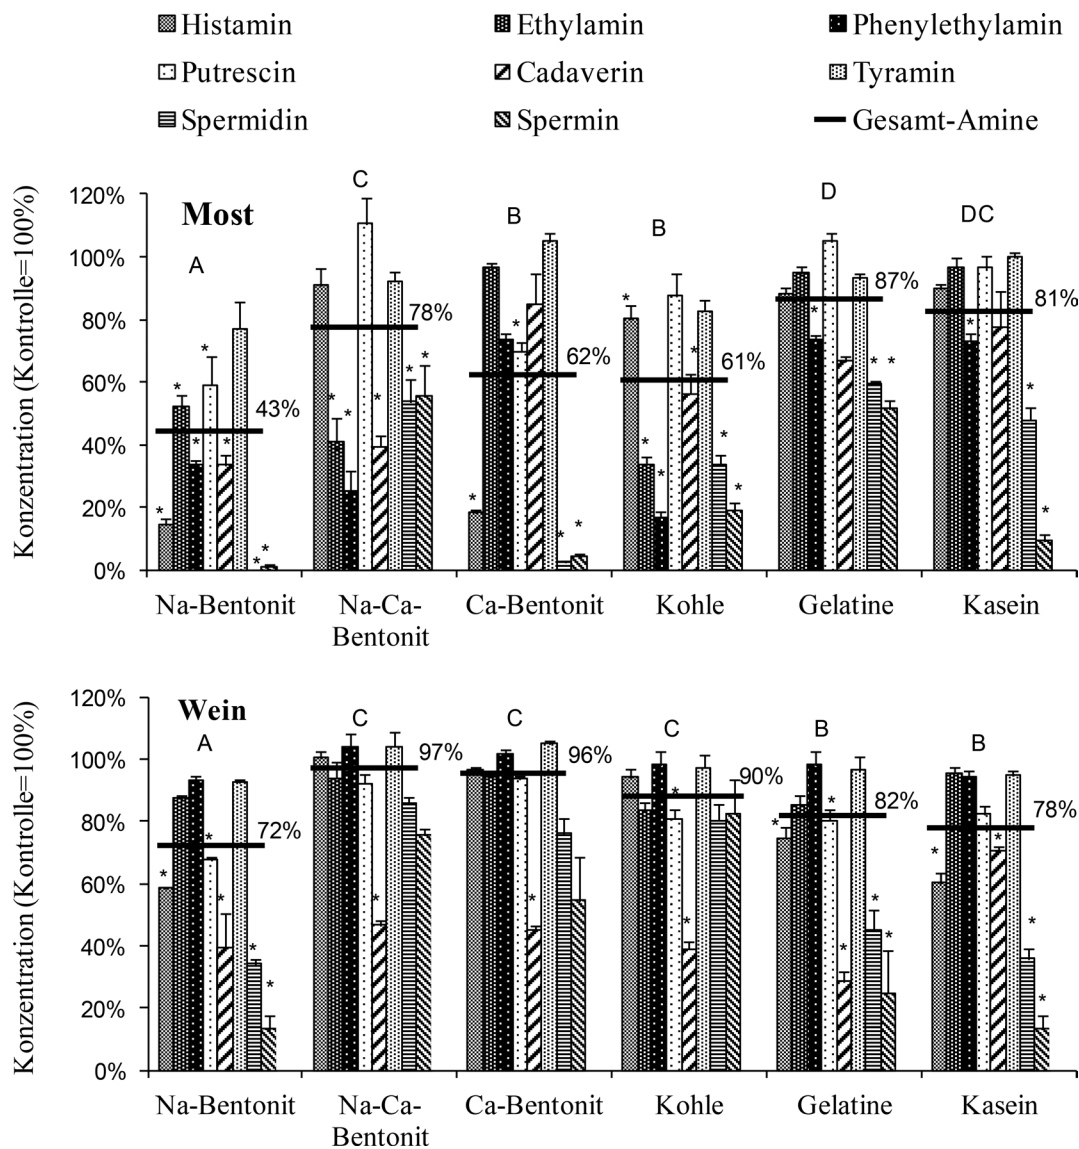 Histamin Ethylamin Phenylethylamin
Putrescin Cadaverin Tyramin
Spermidin Spermin Gesamt-Amine
Konzentration (Kontrolle=100%)
120%
100%
80%
60%
40%
20%
0%
Most
A
C
B
B
D
DC
43%
78%
62%
61%
87%
81%
* * * * * * *
* * * * *
* * * *
* * * * * *
* * *
* * *
Na-Bentonit Na-Ca-Bentonit Ca-Bentonit Kohle Gelatine Kasein
Konzentration (Kontrolle=100%)
120%
100%
80%
60%
40%
20%
0%
Wein
A
C
C
C
B
B
72%
97%
96%
90%
82%
78%
* * * * *
*
*
* *
* * * * *
* * * *
Na-Bentonit Na-Ca-Bentonit Ca-Bentonit Kohle Gelatine Kasein